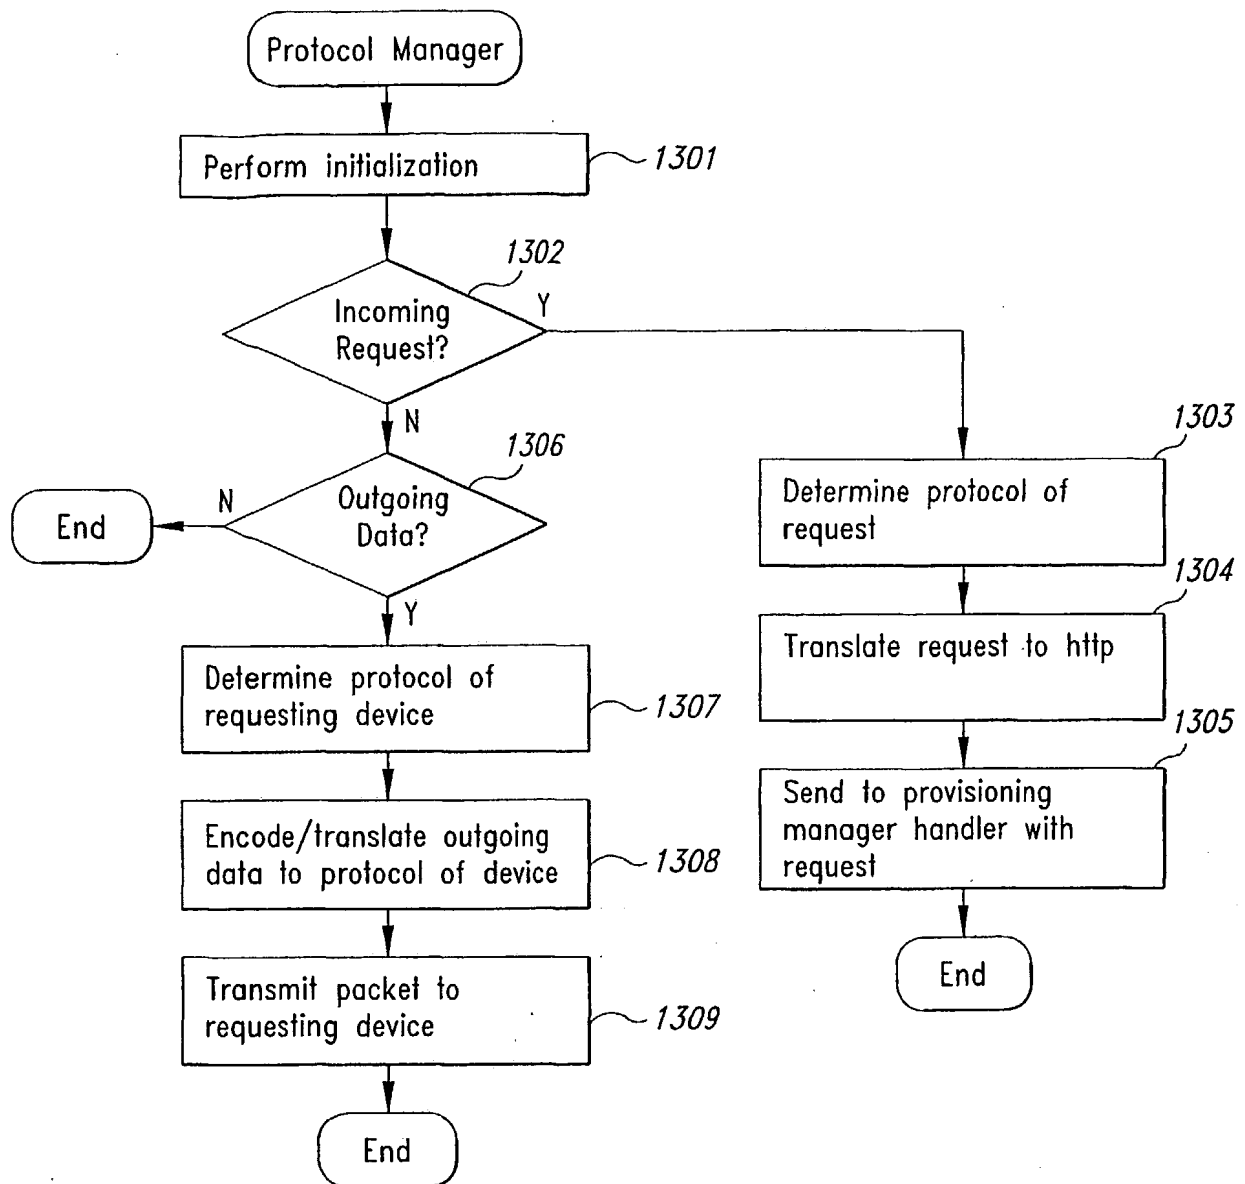 Protocol Manager
Perform initialization
1301
1302
Incoming
Request?
Y
N
1306
Outgoing
Data?
N
End
Y
Determine protocol of
requesting device
1307
Encode/translate outgoing
data to protocol of device
1308
Transmit packet to
requesting device
1309
End
1303
Determine protocol of
request
1304
Translate request to http
1305
Send to provisioning
manager handler with
request
End